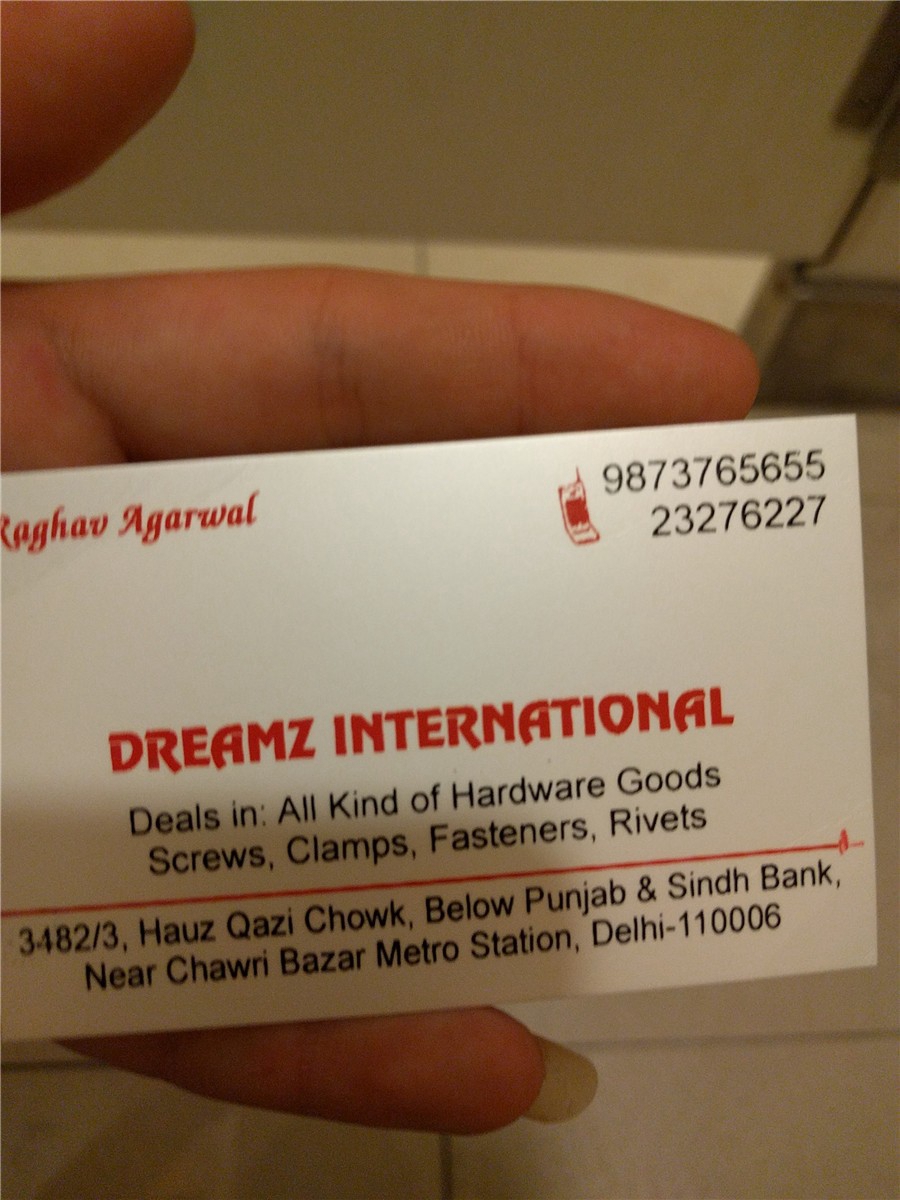 Raghav Agarwal
9873765655
23276227
DREAMZ INTERNATIONAL
Deals in: All Kind of Hardware Goods
Screws, Clamps, Fasteners, Rivets
3482/3, Hauz Qazi Chowk, Below Punjab & Sindh Bank,
Near Chawri Bazar Metro Station, Delhi-110006